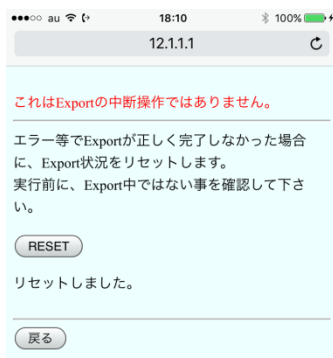 au 18:10 100%
12.1.1.1
これはExportの中断操作ではありません。
エラー等でExportが正しく完了しなかった場合
に、Export状況をリセットします。
実行前に、Export中ではない事を確認して下さ
い。
RESET
リセットしました。
戻る